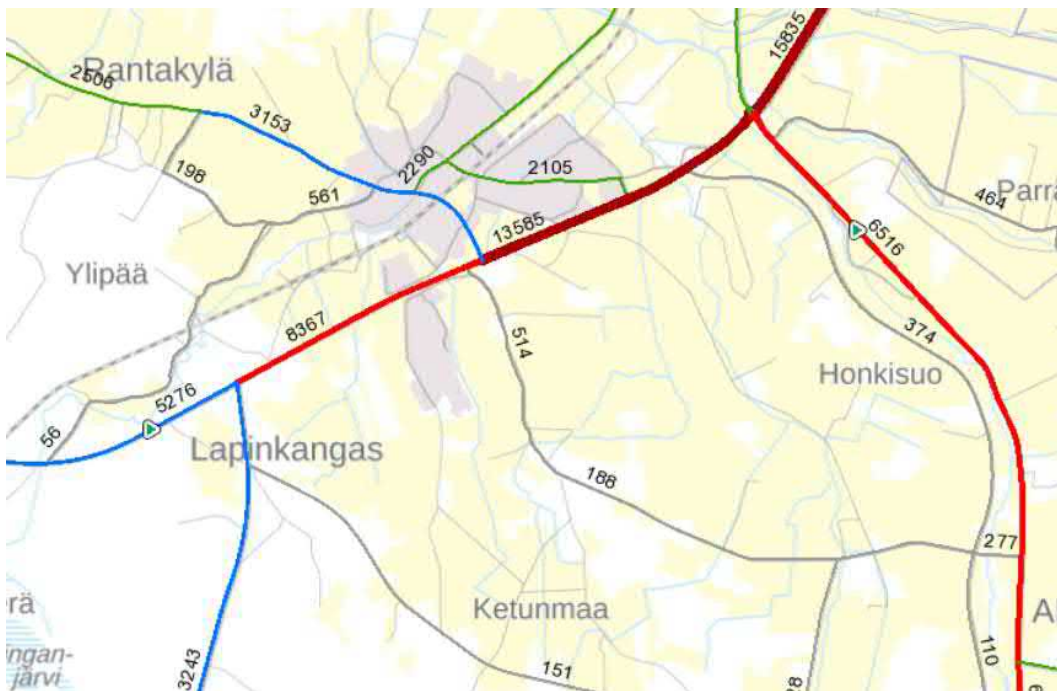 15835
2506
Rantakylä
3153
198
2290
2105
561
464
Parrä
13585
6516
Ylipää
8367
514
374
Honkisuo
5276
56
Lapinkangas
188
277
Ketunmaa
rä
A
ingan-
järvi
3243
151
110